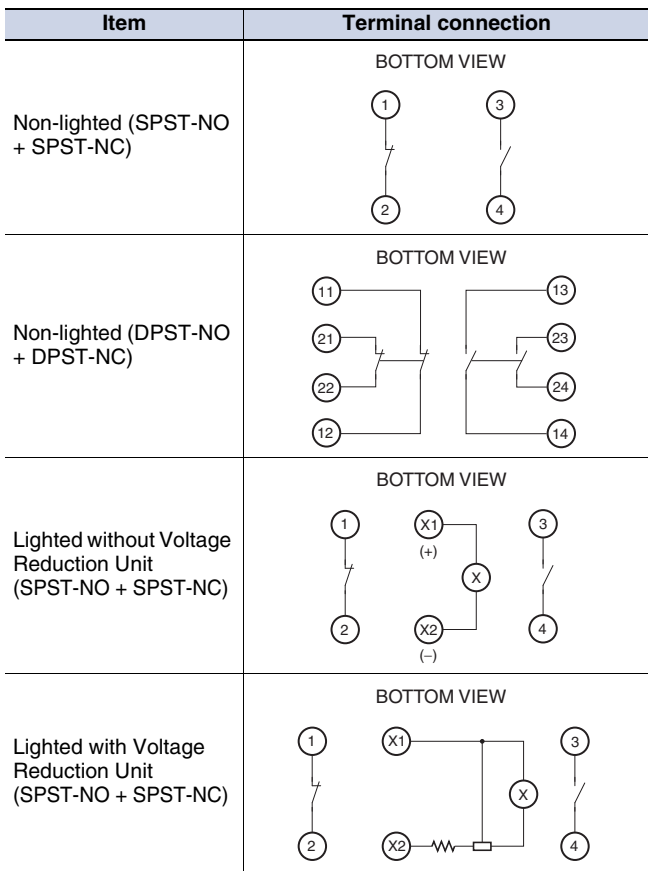 Item
Terminal connection
Non-lighted (SPST-NO
+ SPST-NC)
BOTTOM VIEW
1
3
2
4
Non-lighted (DPST-NO
+ DPST-NC)
BOTTOM VIEW
11
13
21
23
22
24
12
14
Lighted without Voltage
Reduction Unit
(SPST-NO + SPST-NC)
BOTTOM VIEW
1
X1
3
(+)
X
2
X2
4
(−)
Lighted with Voltage
Reduction Unit
(SPST-NO + SPST-NC)
BOTTOM VIEW
1
X1
3
X
2
X2
4